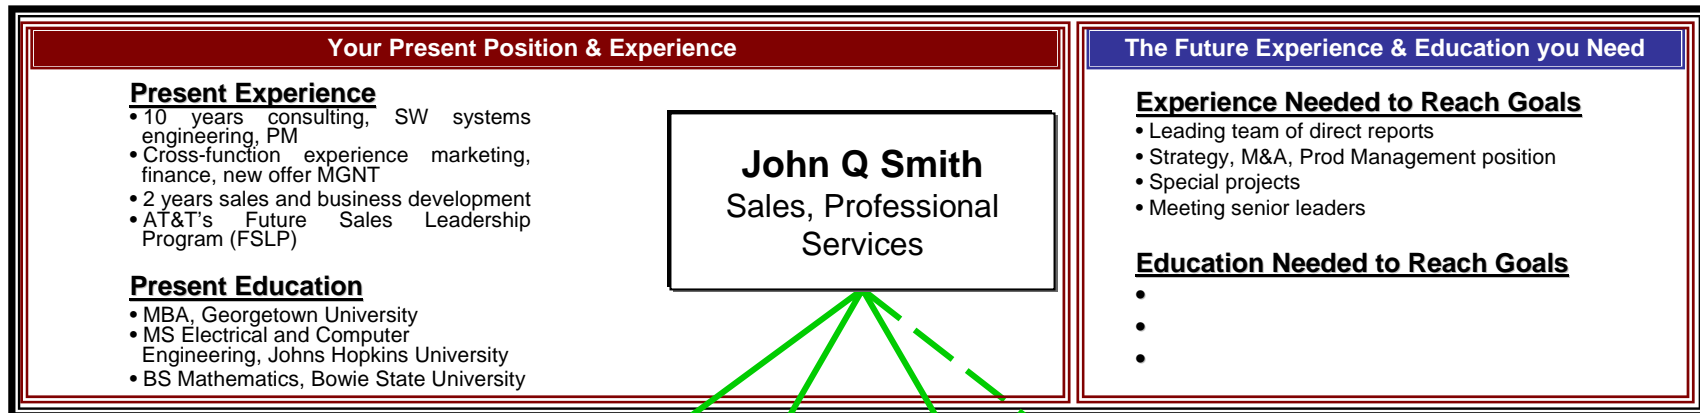 Your Present Position & Experience
Present Experience
• 10 years consulting, SW systems
engineering, PM
• Cross-function experience marketing,
finance, new offer MGNT
• 2 years sales and business development
• AT&T's Future Sales Leadership
Program (FSLP)
Present Education
• MBA, Georgetown University
• MS Electrical and Computer
Engineering, Johns Hopkins University
• BS Mathematics, Bowie State University
John Q Smith
Sales, Professional
Services
The Future Experience & Education you Need
Experience Needed to Reach Goals
• Leading team of direct reports
• Strategy, M&A, Prod Management position
• Special projects
• Meeting senior leaders
Education Needed to Reach Goals
•
•
•